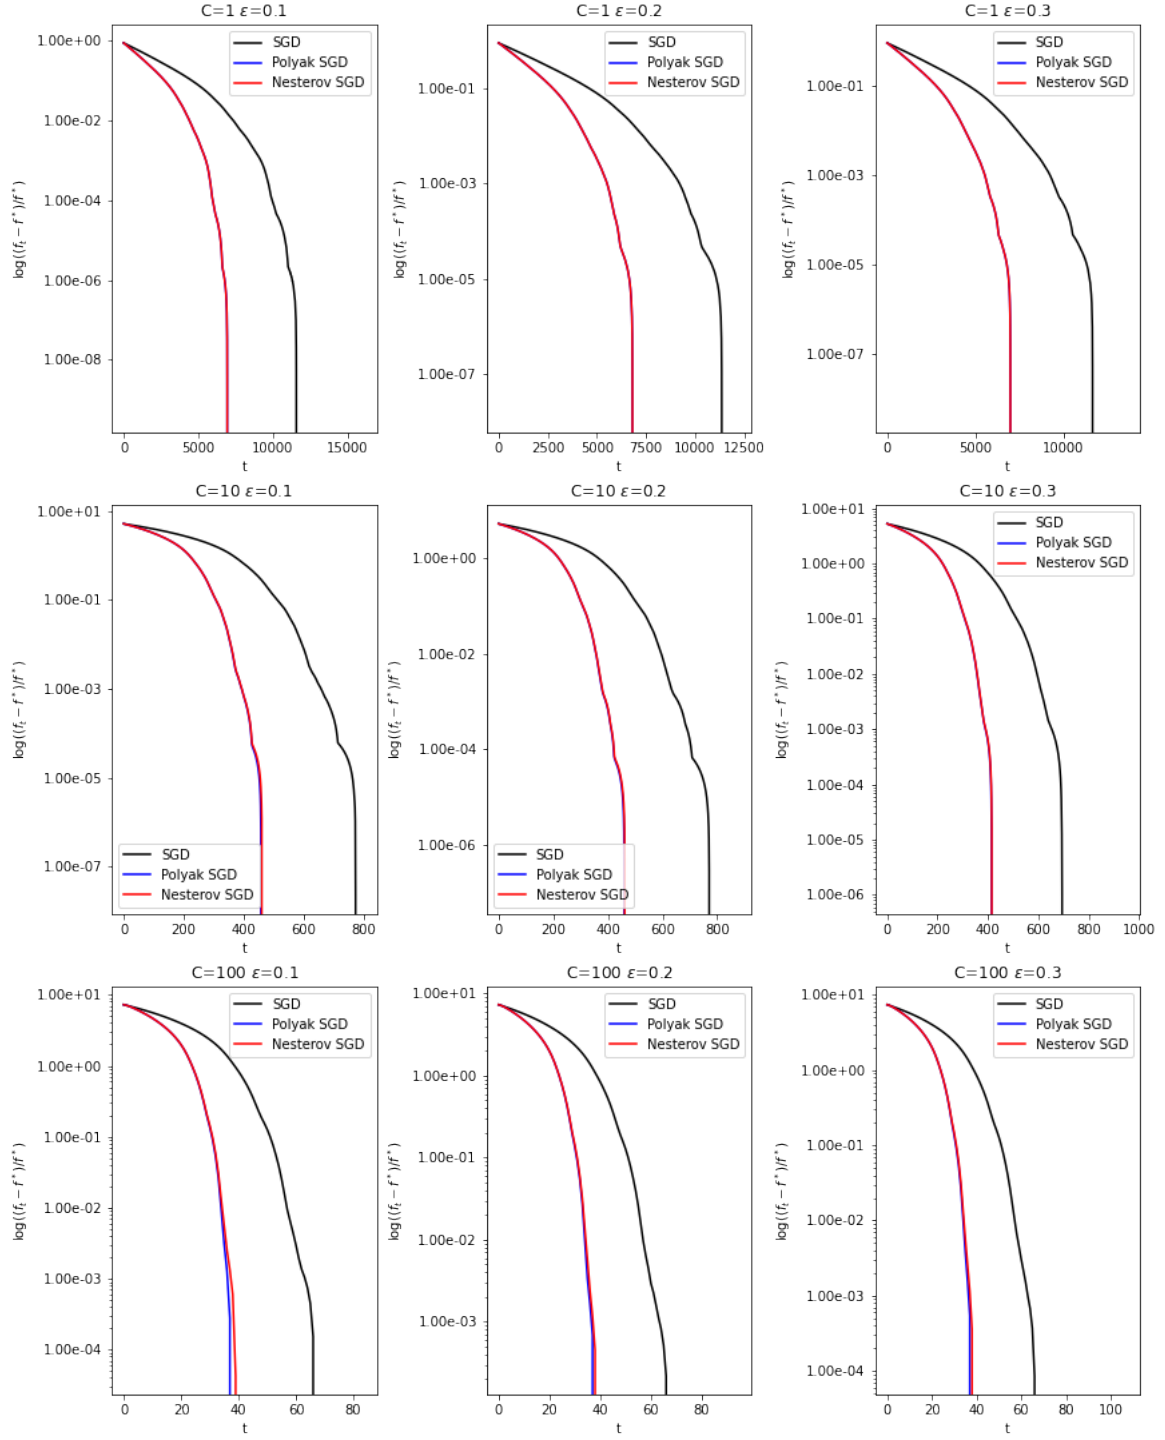 C=1 ε=0.1
1.00e+00
1.00e-02
1.00e-04
1.00e-06
1.00e-08
log((f_t − f*)/f*)
SGD
Polyak SGD
Nesterov SGD
0 5000 10000 15000
t
C=1 ε=0.2
1.00e-01
1.00e-03
1.00e-05
1.00e-07
log((f_t − f*)/f*)
SGD
Polyak SGD
Nesterov SGD
0 2500 5000 7500 10000 12500
t
C=1 ε=0.3
1.00e-01
1.00e-03
1.00e-05
1.00e-07
log((f_t − f*)/f*)
SGD
Polyak SGD
Nesterov SGD
0 5000 10000
t
C=10 ε=0.1
1.00e+01
1.00e-01
1.00e-03
1.00e-05
1.00e-07
log((f_t − f*)/f*)
SGD
Polyak SGD
Nesterov SGD
0 200 400 600 800
t
C=10 ε=0.2
1.00e+00
1.00e-02
1.00e-04
1.00e-06
log((f_t − f*)/f*)
SGD
Polyak SGD
Nesterov SGD
0 200 400 600 800
t
C=10 ε=0.3
1.00e+01
1.00e+00
1.00e-01
1.00e-02
1.00e-03
1.00e-04
1.00e-05
1.00e-06
log((f_t − f*)/f*)
SGD
Polyak SGD
Nesterov SGD
0 200 400 600 800 1000
t
C=100 ε=0.1
1.00e+01
1.00e+00
1.00e-01
1.00e-02
1.00e-03
1.00e-04
log((f_t − f*)/f*)
SGD
Polyak SGD
Nesterov SGD
0 20 40 60 80
t
C=100 ε=0.2
1.00e+01
1.00e+00
1.00e-01
1.00e-02
1.00e-03
log((f_t − f*)/f*)
SGD
Polyak SGD
Nesterov SGD
0 20 40 60 80
t
C=100 ε=0.3
1.00e+01
1.00e+00
1.00e-01
1.00e-02
1.00e-03
1.00e-04
log((f_t − f*)/f*)
SGD
Polyak SGD
Nesterov SGD
0 20 40 60 80 100
t